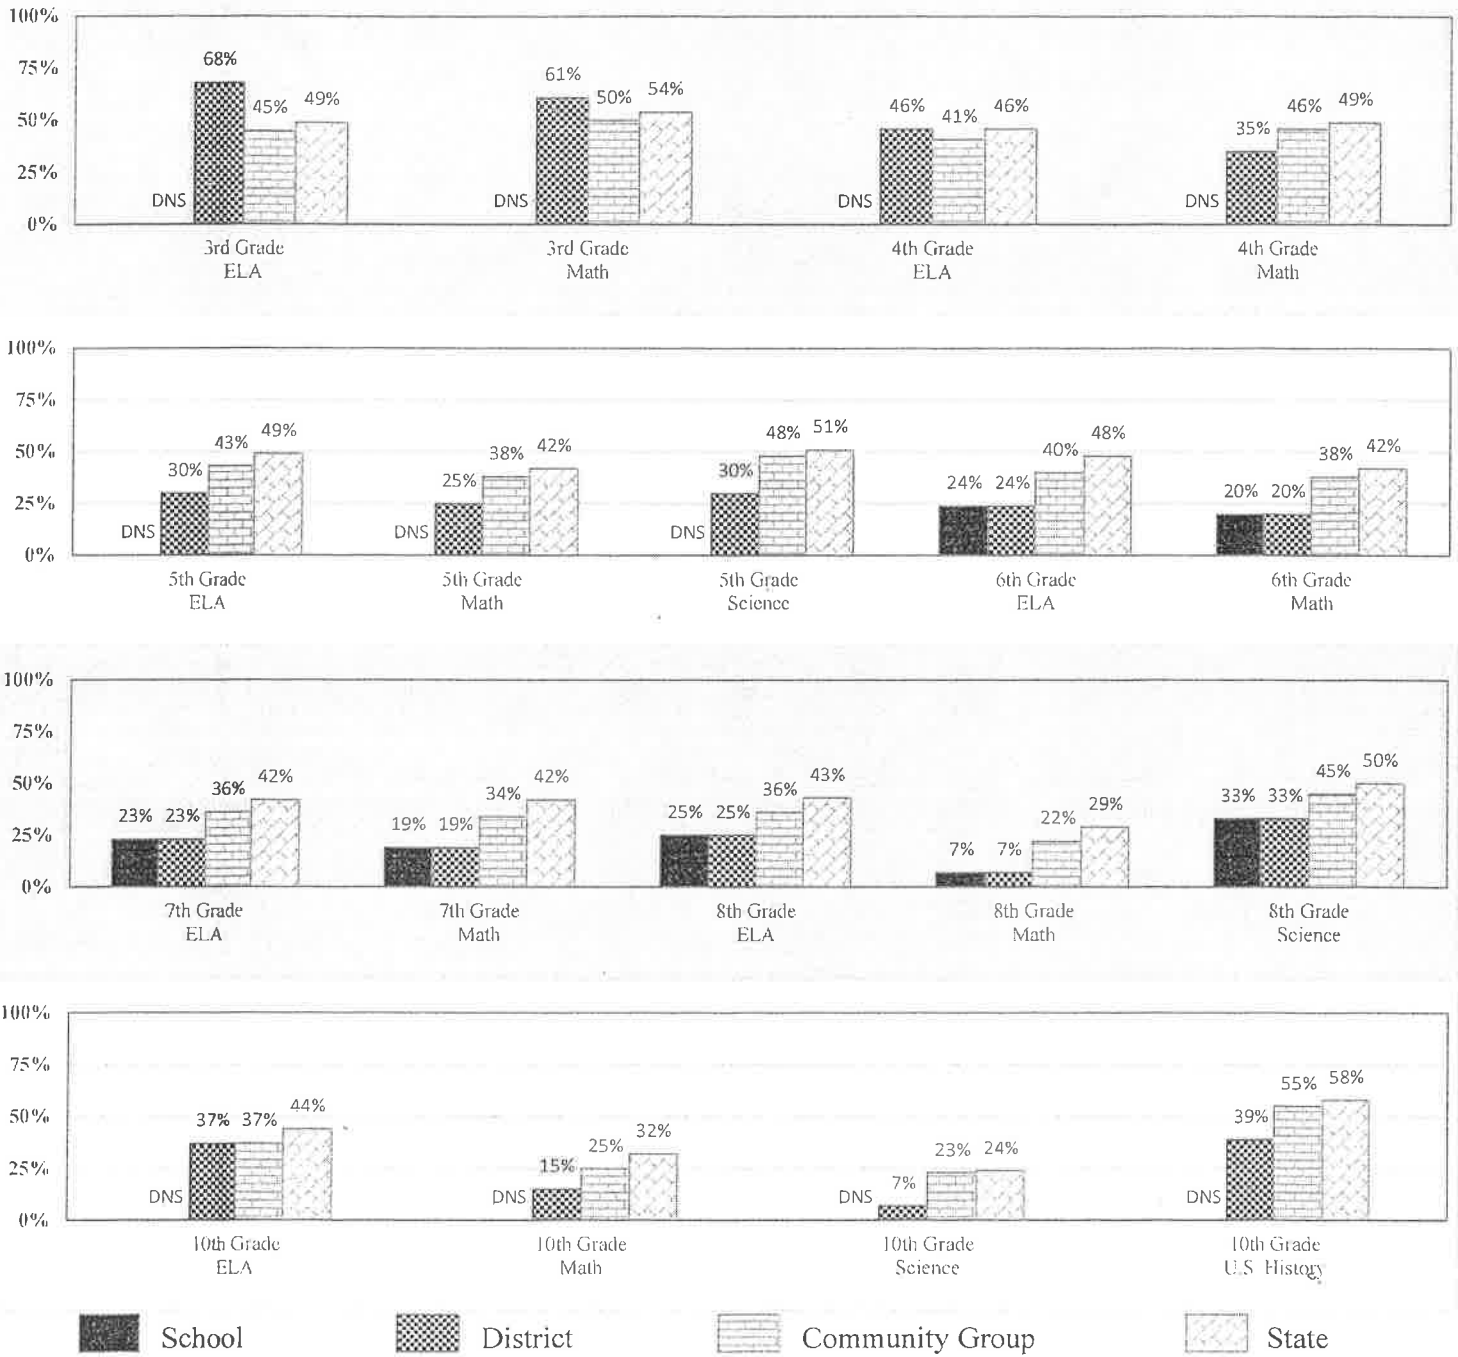 100%
75%
50%
25%
0%
DNS 68% 45% 49%
DNS 61% 50% 54%
DNS 46% 41% 46%
DNS 35% 46% 49%
3rd Grade
ELA
3rd Grade
Math
4th Grade
ELA
4th Grade
Math
100%
75%
50%
25%
0%
DNS 30% 43% 49%
DNS 25% 38% 42%
DNS 30% 48% 51%
24% 24% 40% 48%
20% 20% 38% 42%
5th Grade
ELA
5th Grade
Math
5th Grade
Science
6th Grade
ELA
6th Grade
Math
100%
75%
50%
25%
0%
23% 23% 36% 42%
19% 19% 34% 42%
25% 25% 36% 43%
7% 7% 22% 29%
33% 33% 45% 50%
7th Grade
ELA
7th Grade
Math
8th Grade
ELA
8th Grade
Math
8th Grade
Science
100%
75%
50%
25%
0%
DNS 37% 37% 44%
DNS 15% 25% 32%
DNS 7% 23% 24%
DNS 39% 55% 58%
10th Grade
ELA
10th Grade
Math
10th Grade
Science
10th Grade
U.S. History
School
District
Community Group
State